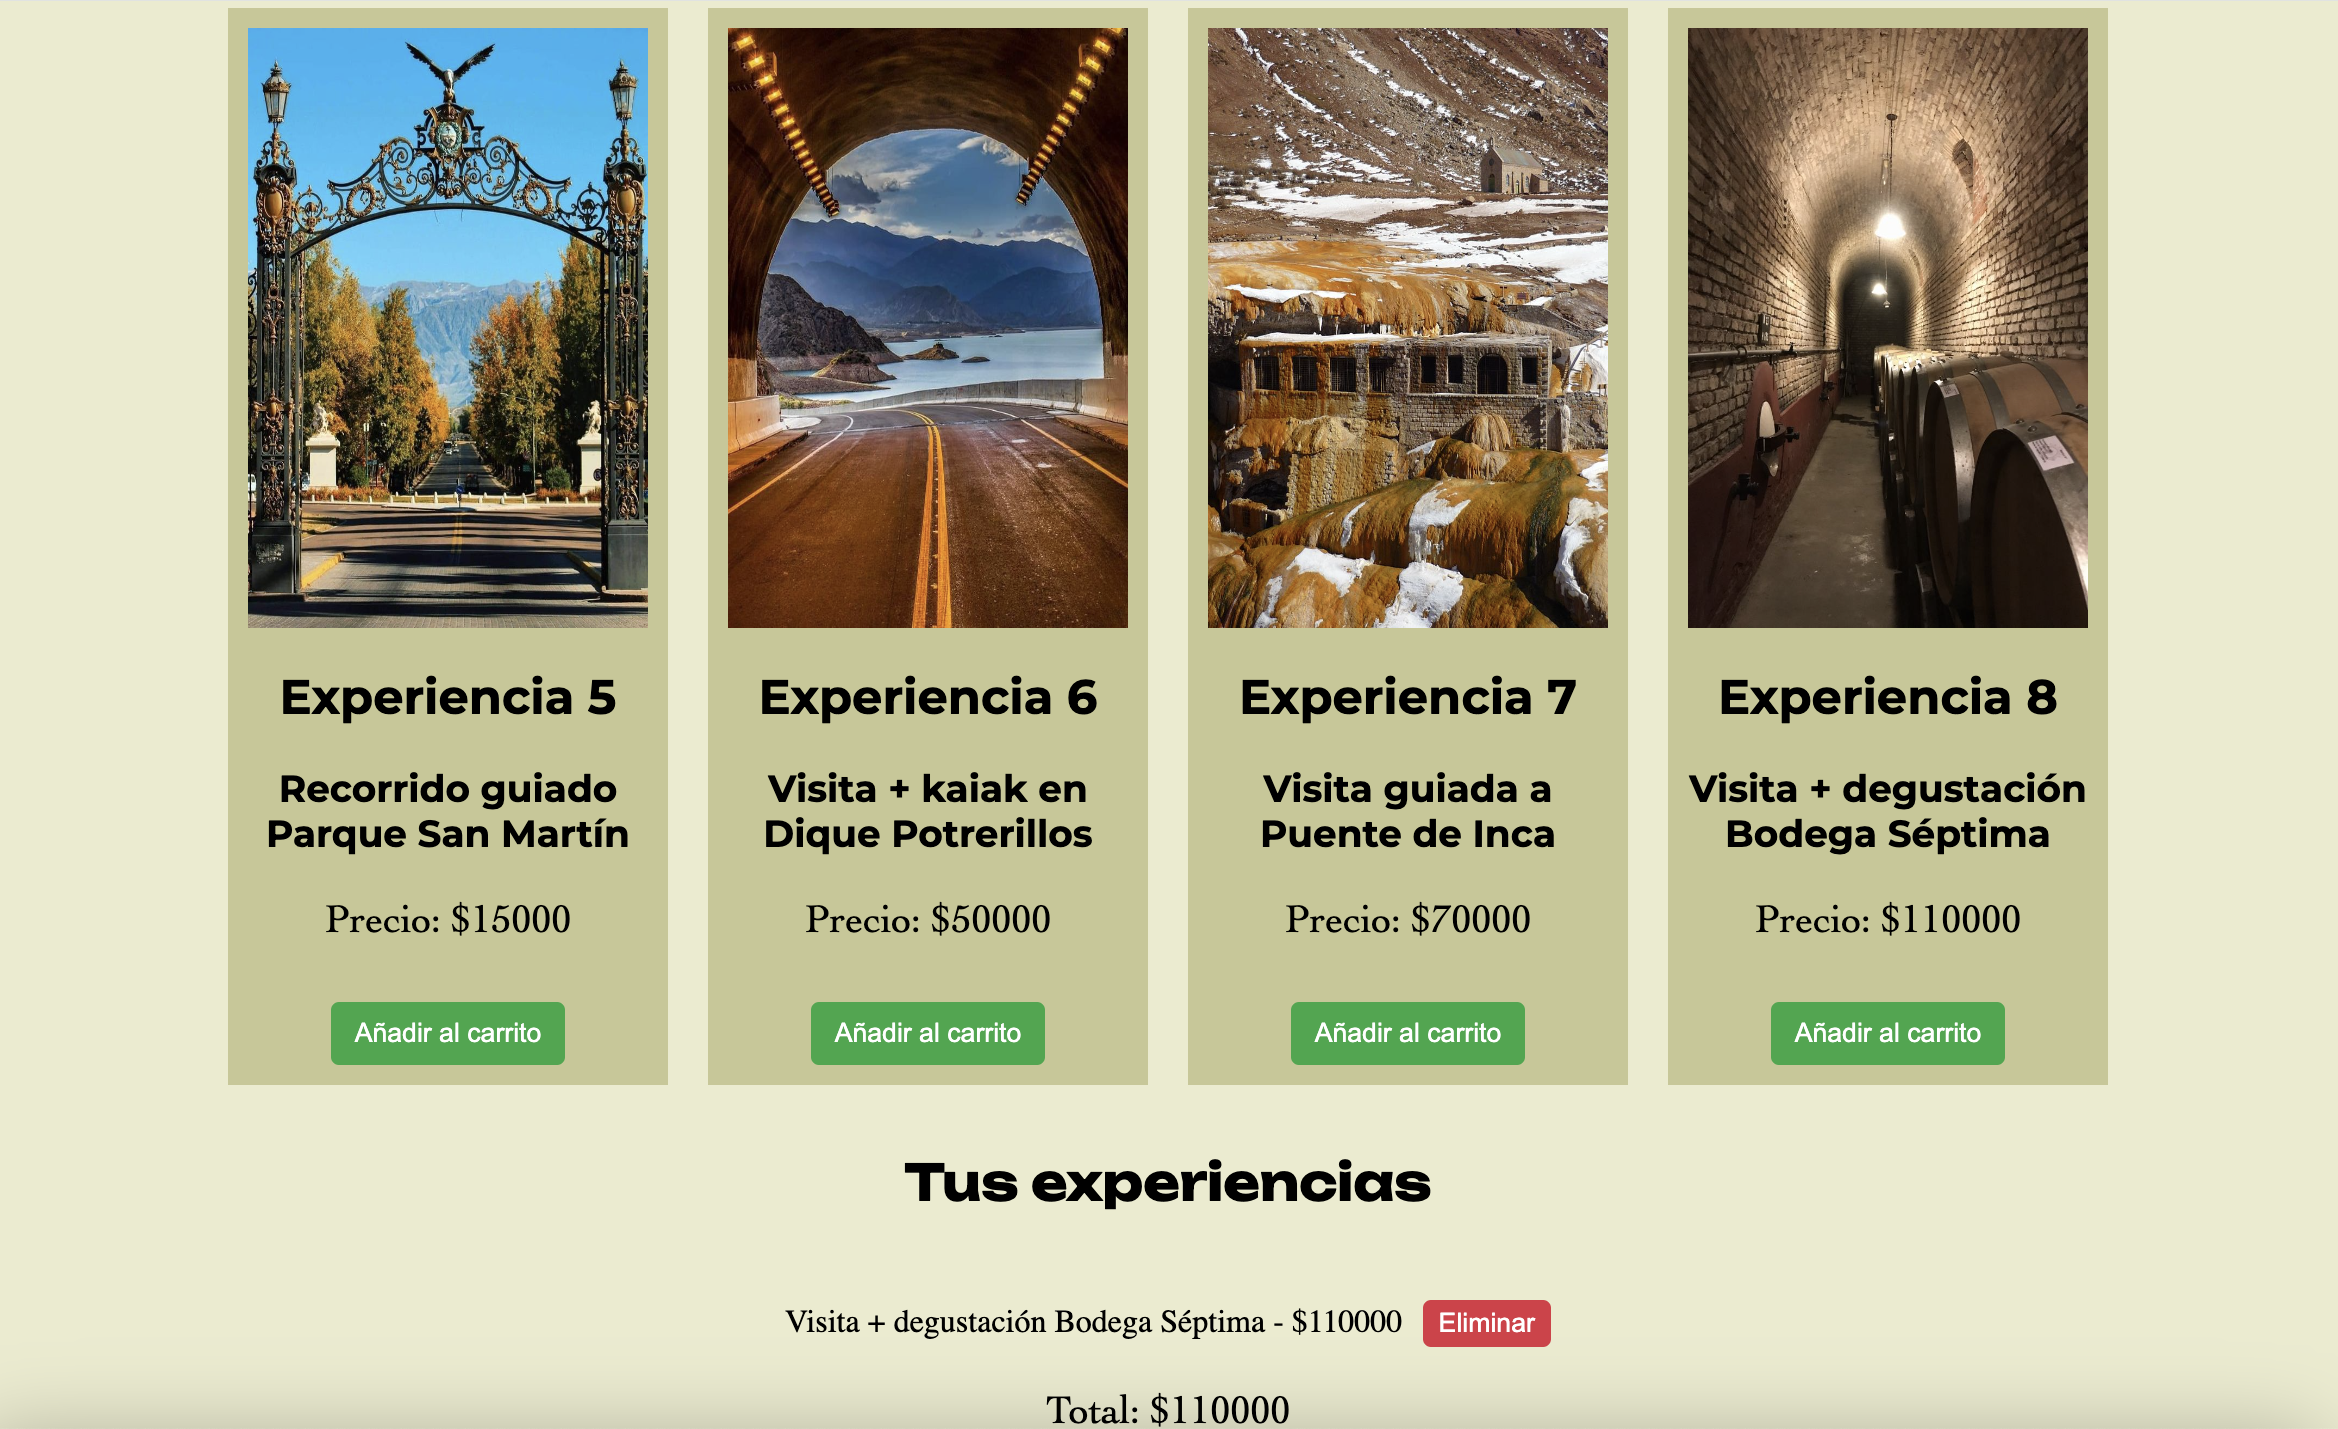 Experiencia 5
Recorrido guiado
Parque San Martín
Precio: $15000
Añadir al carrito
Experiencia 6
Visita + kaiak en
Dique Potrerillos
Precio: $50000
Añadir al carrito
Experiencia 7
Visita guiada a
Puente de Inca
Precio: $70000
Añadir al carrito
Experiencia 8
Visita + degustación
Bodega Séptima
Precio: $110000
Añadir al carrito
Tus experiencias
Visita + degustación Bodega Séptima - $110000 Eliminar
Total: $110000